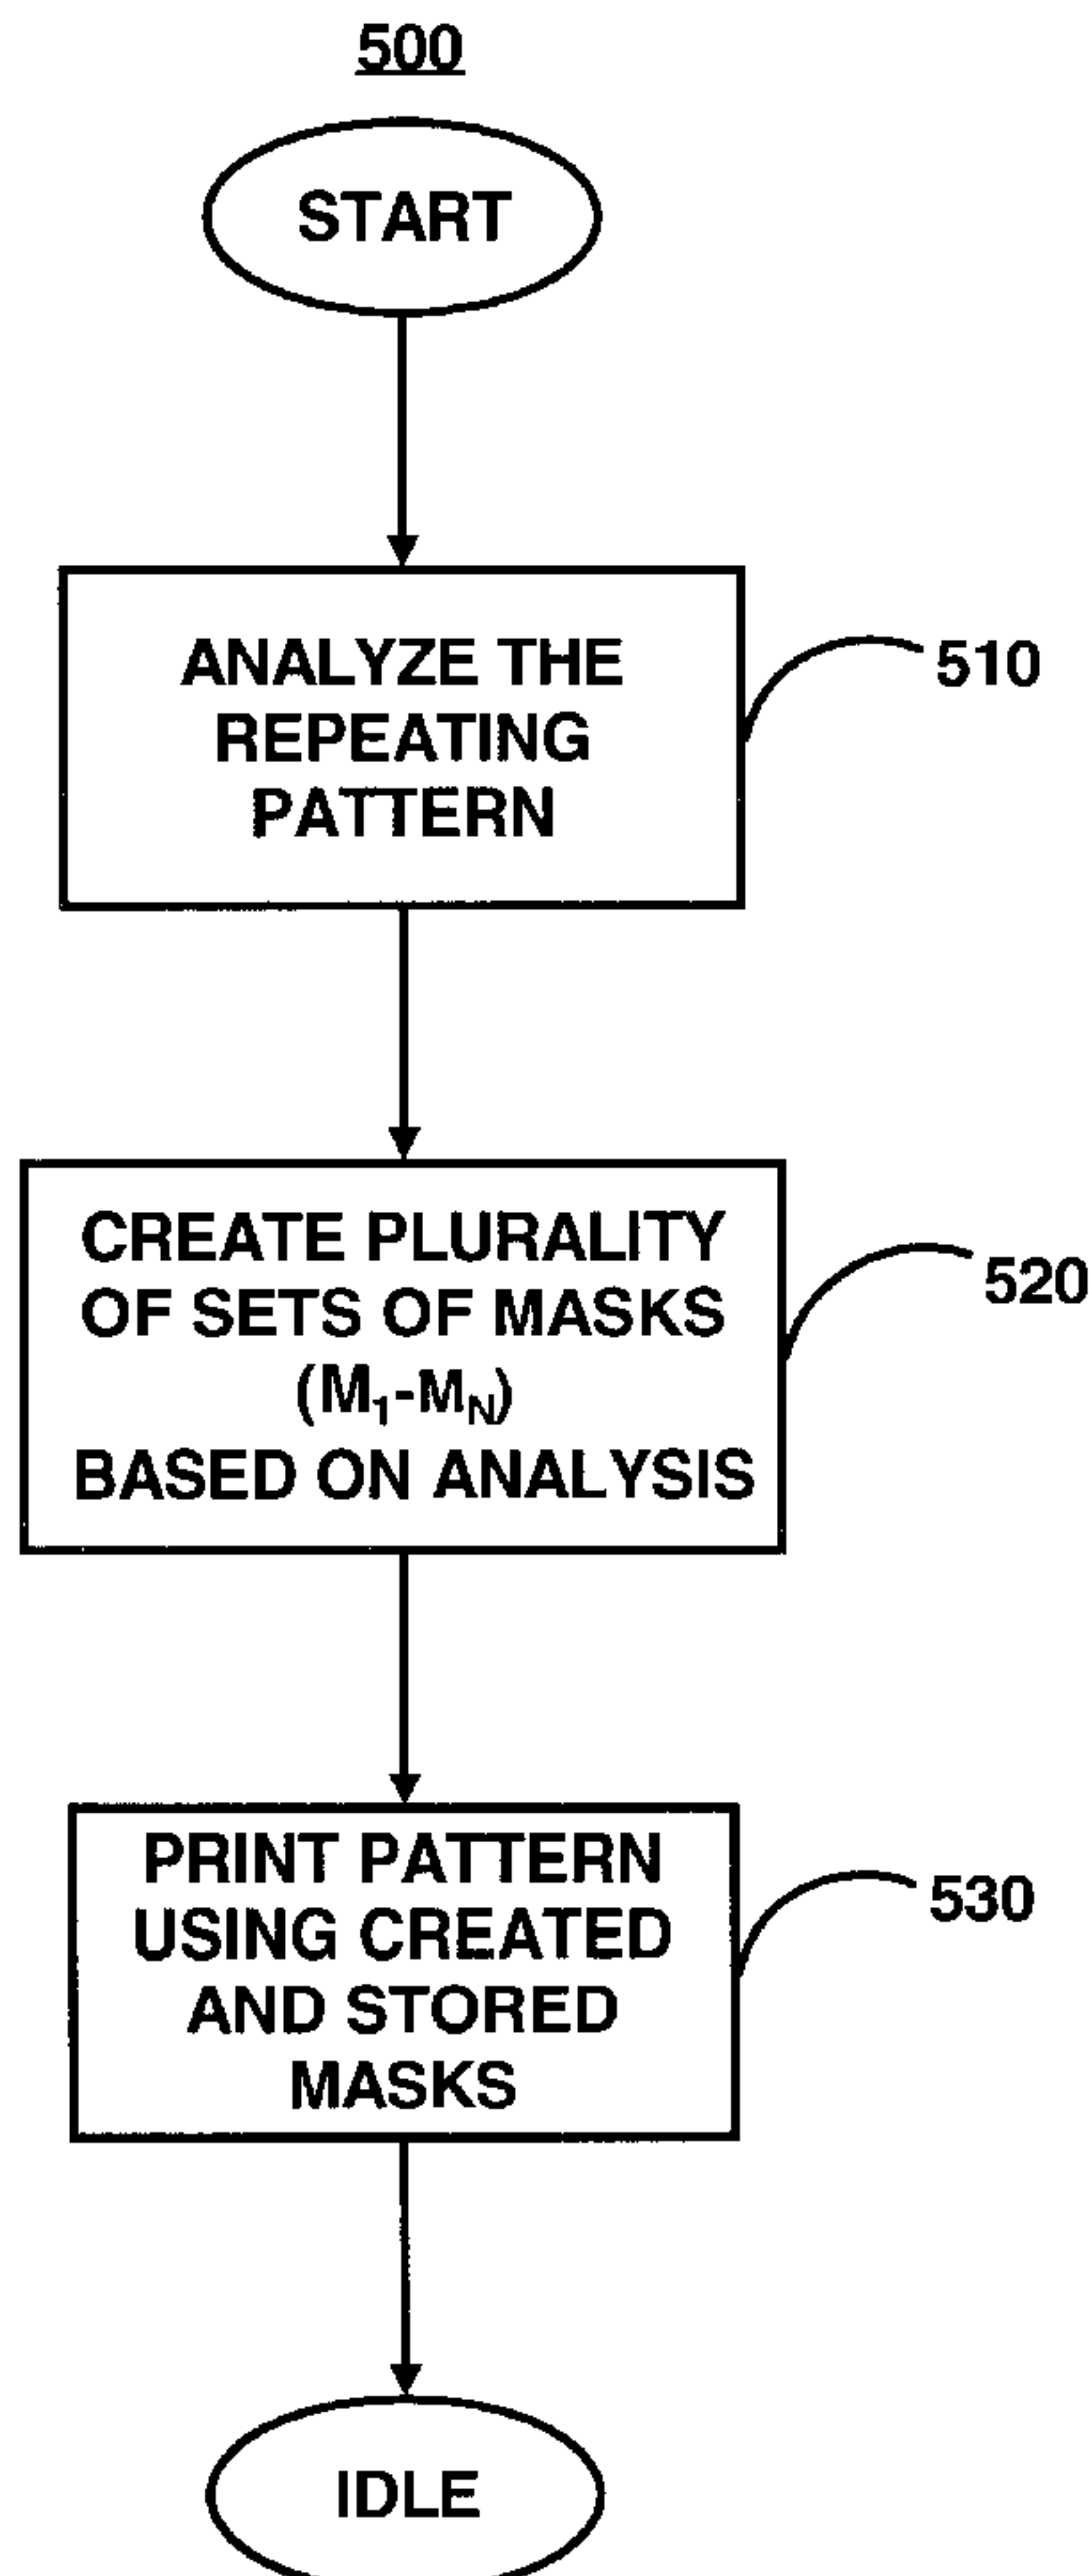 500
START
ANALYZE THE
REPEATING
PATTERN
510
CREATE PLURALITY
OF SETS OF MASKS
(M₁-M_N)
BASED ON ANALYSIS
520
PRINT PATTERN
USING CREATED
AND STORED
MASKS
530
IDLE